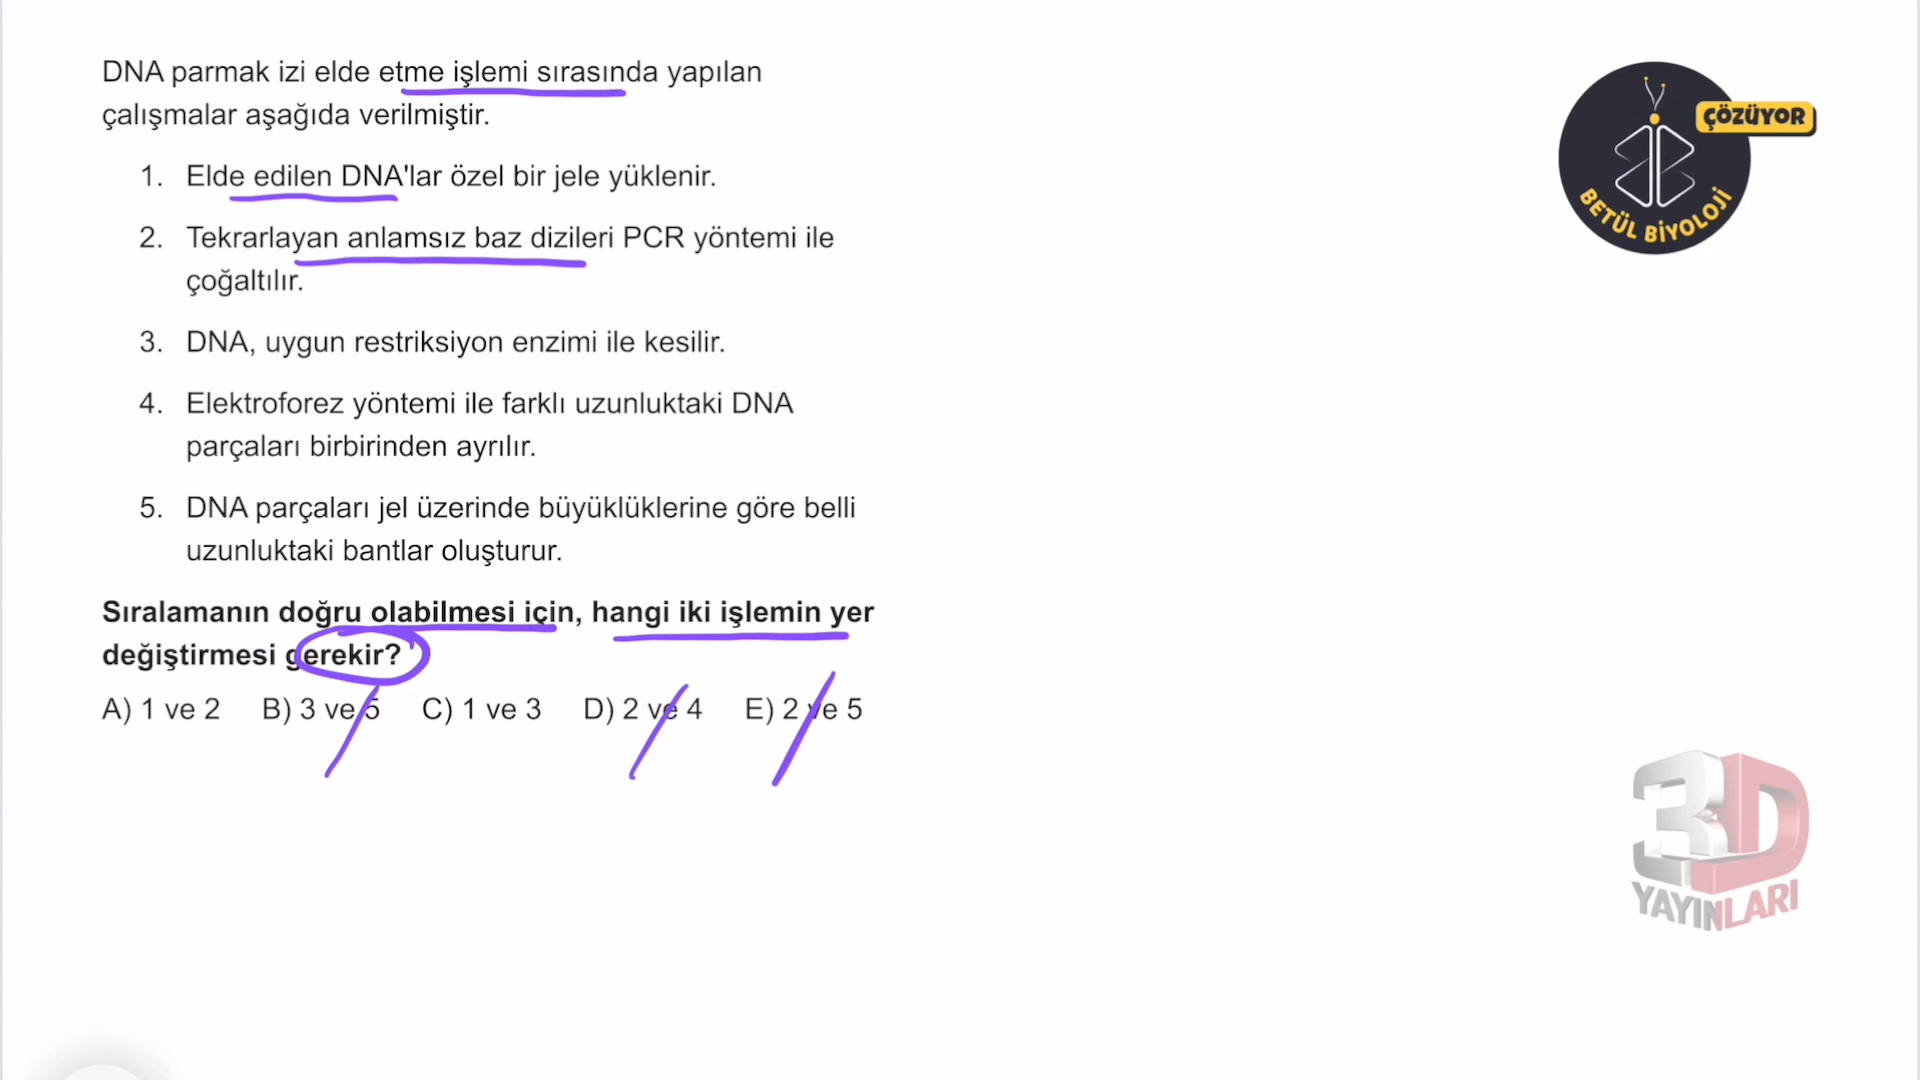 DNA parmak izi elde etme işlemi sırasında yapılan
çalışmalar aşağıda verilmiştir.
1. Elde edilen DNA'lar özel bir jele yüklenir.
2. Tekrarlayan anlamsız baz dizileri PCR yöntemi ile
çoğaltılır.
3. DNA, uygun restriksiyon enzimi ile kesilir.
4. Elektroforez yöntemi ile farklı uzunluktaki DNA
parçaları birbirinden ayrılır.
5. DNA parçaları jel üzerinde büyüklüklerine göre belli
uzunluktaki bantlar oluşturur.
Sıralamanın doğru olabilmesi için, hangi iki işlemin yer
değiştirmesi gerekir?
A) 1 ve 2 B) 3 ve 5 C) 1 ve 3 D) 2 ve 4 E) 2 ve 5
ÇÖZÜYOR
BETÜL BİYOLOJİ
3D
YAYINLARI